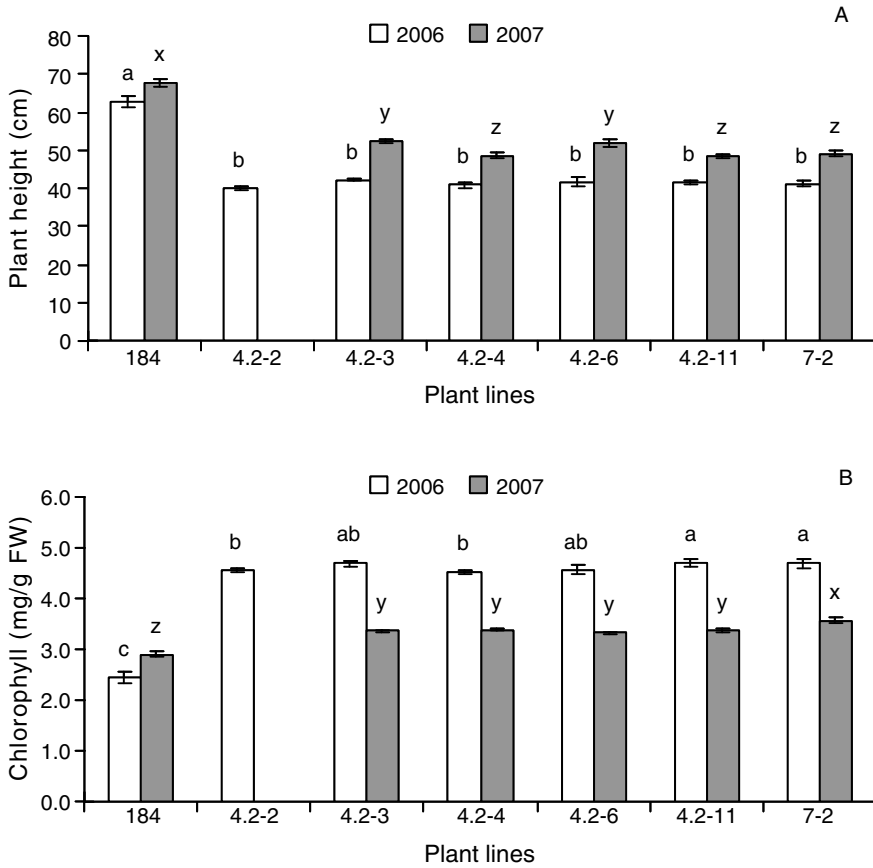 A
2006 2007
Plant height (cm)
80
70
60
50
40
30
20
10
0
a x
b
b y
b z
b y
b z
b z
184 4.2-2 4.2-3 4.2-4 4.2-6 4.2-11 7-2
Plant lines
B
2006 2007
Chlorophyll (mg/g FW)
6.0
5.0
4.0
3.0
2.0
1.0
0.0
c z
b
ab y
b y
ab y
a y
a x
184 4.2-2 4.2-3 4.2-4 4.2-6 4.2-11 7-2
Plant lines